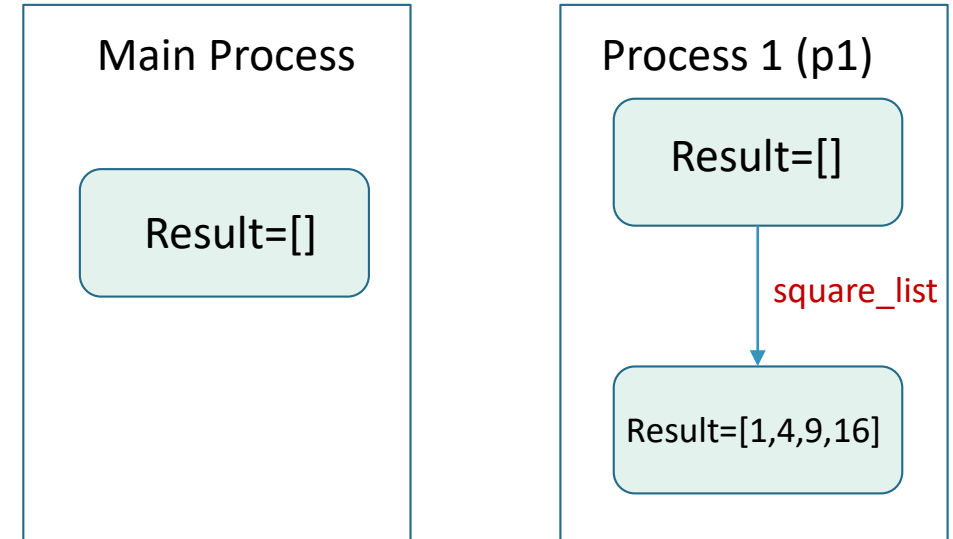 Main Process
Result=[]
Process 1 (p1)
Result=[]
square_list
Result=[1,4,9,16]